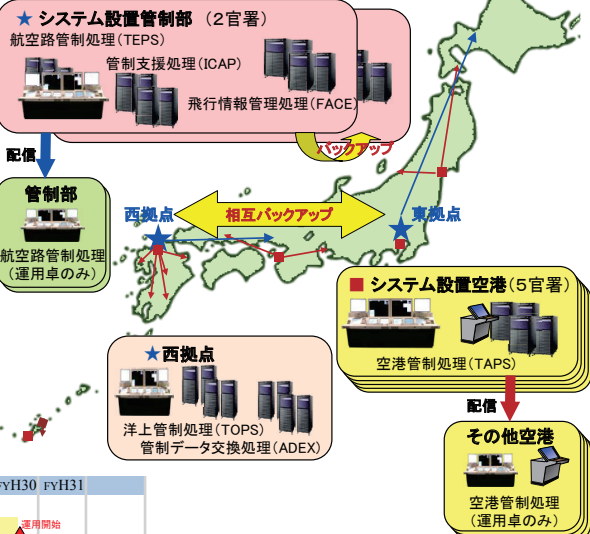 ★ システム設置管制部 (2官署)
航空路管制処理(TEPS)
管制支援処理(ICAP)
飛行情報管理処理(FACE)
バックアップ
配信
管制部
航空路管制処理
(運用卓のみ)
西拠点
相互バックアップ
東拠点
■ システム設置空港(5官署)
空港管制処理(TAPS)
★西拠点
洋上管制処理(TOPS)
管制データ交換処理(ADEX)
配信
その他空港
空港管制処理
(運用卓のみ)
FYH30 FYH31
運用開始